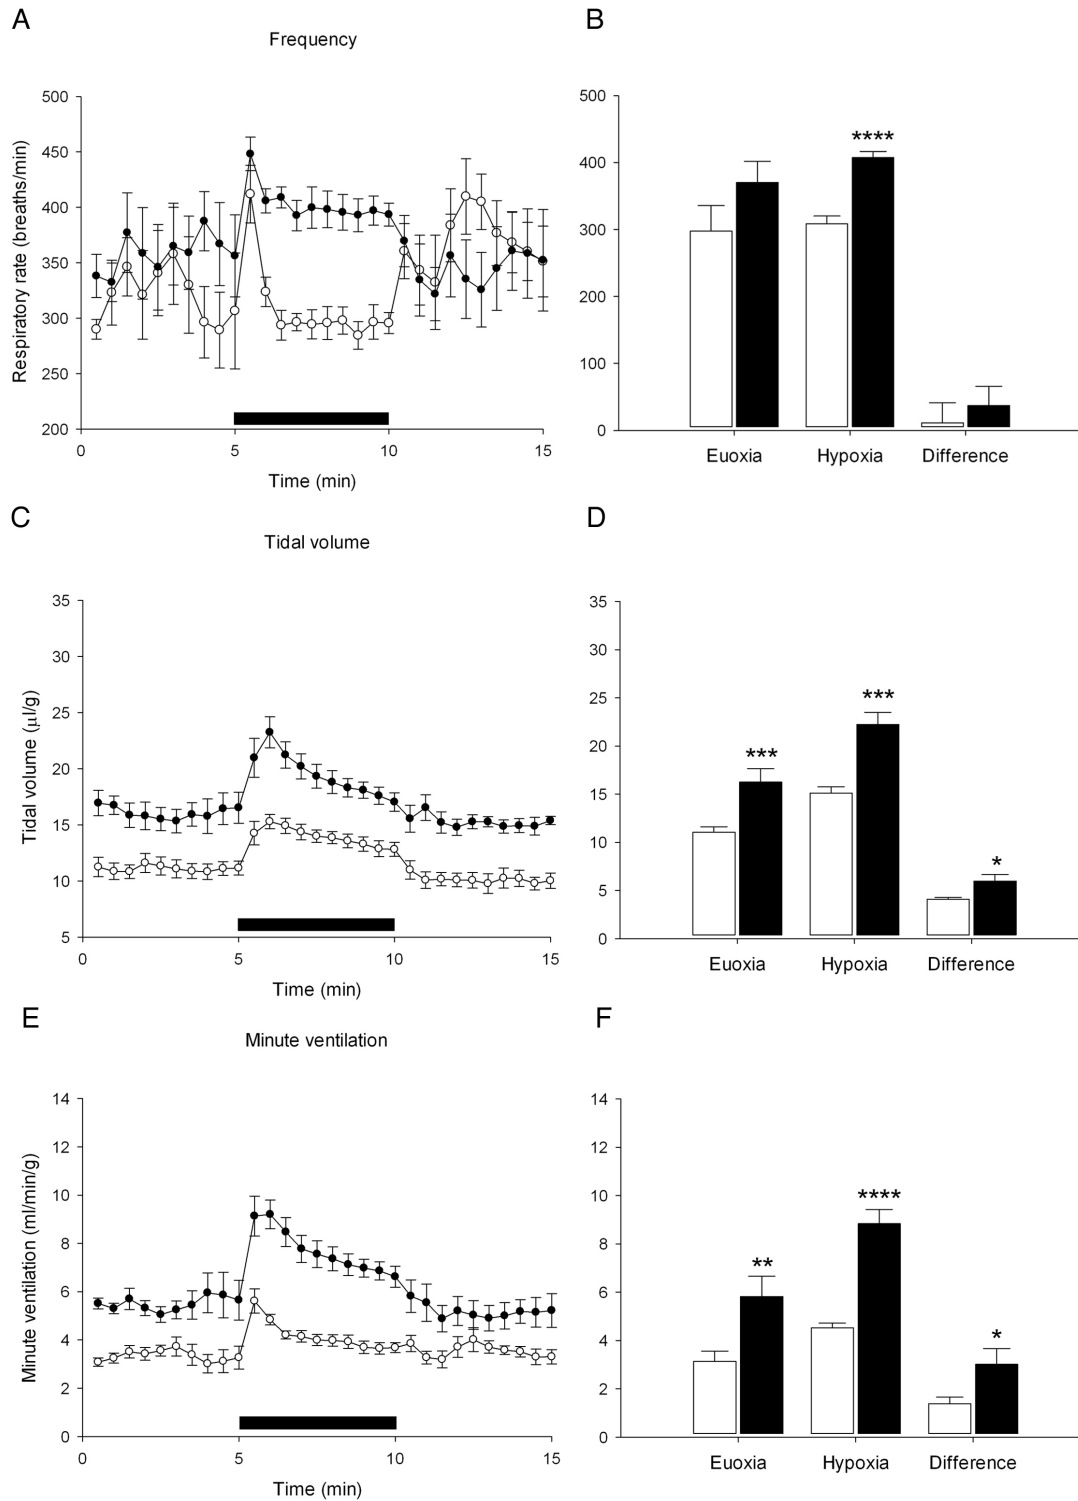 A
Frequency
Respiratory rate (breaths/min)
500
450
400
350
300
250
200
0
5
10
15
Time (min)
B
500
400
300
200
100
0
****
Euoxia
Hypoxia
Difference
C
Tidal volume
Tidal volume (μl/g)
35
30
25
20
15
10
5
0
5
10
15
Time (min)
D
35
30
25
20
15
10
5
0
***
***
*
Euoxia
Hypoxia
Difference
E
Minute ventilation
Minute ventilation (ml/min/g)
14
12
10
8
6
4
2
0
0
5
10
15
Time (min)
F
14
12
10
8
6
4
2
0
**
****
*
Euoxia
Hypoxia
Difference